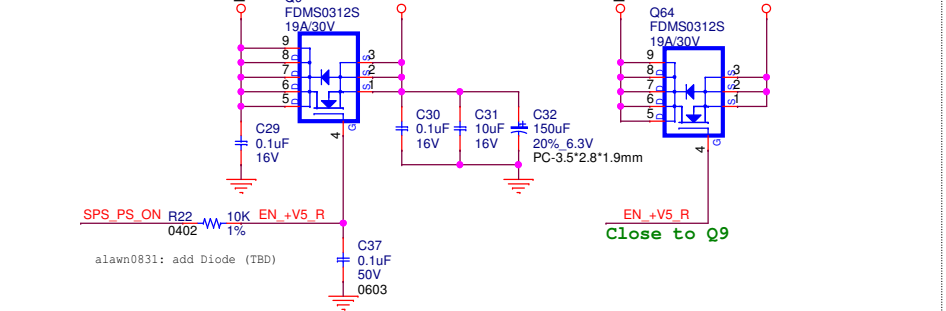 FDMS0312S
19A/30V
9
8
7
6
5
D
D
D
D
D
3
2
1
S
S
S
4
G
C29
0.1uF
16V
C30
0.1uF
16V
C31
10uF
16V
C32
150uF
20%_6.3V
PC-3.5*2.8*1.9mm
SPS_PS_ON R22 10K EN_+V5_R
0402 1%
alawn0831: add Diode (TBD)
C37
0.1uF
50V
0603
Q64
FDMS0312S
19A/30V
9
8
7
6
5
D
D
D
D
D
3
2
1
S
S
S
4
G
EN_+V5_R
Close to Q9